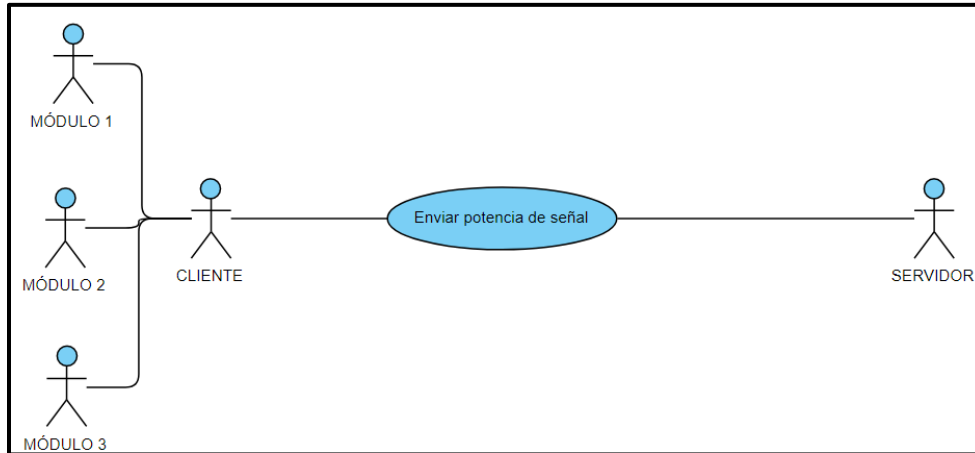 MÓDULO 1
MÓDULO 2
CLIENTE
Enviar potencia de señal
SERVIDOR
MÓDULO 3